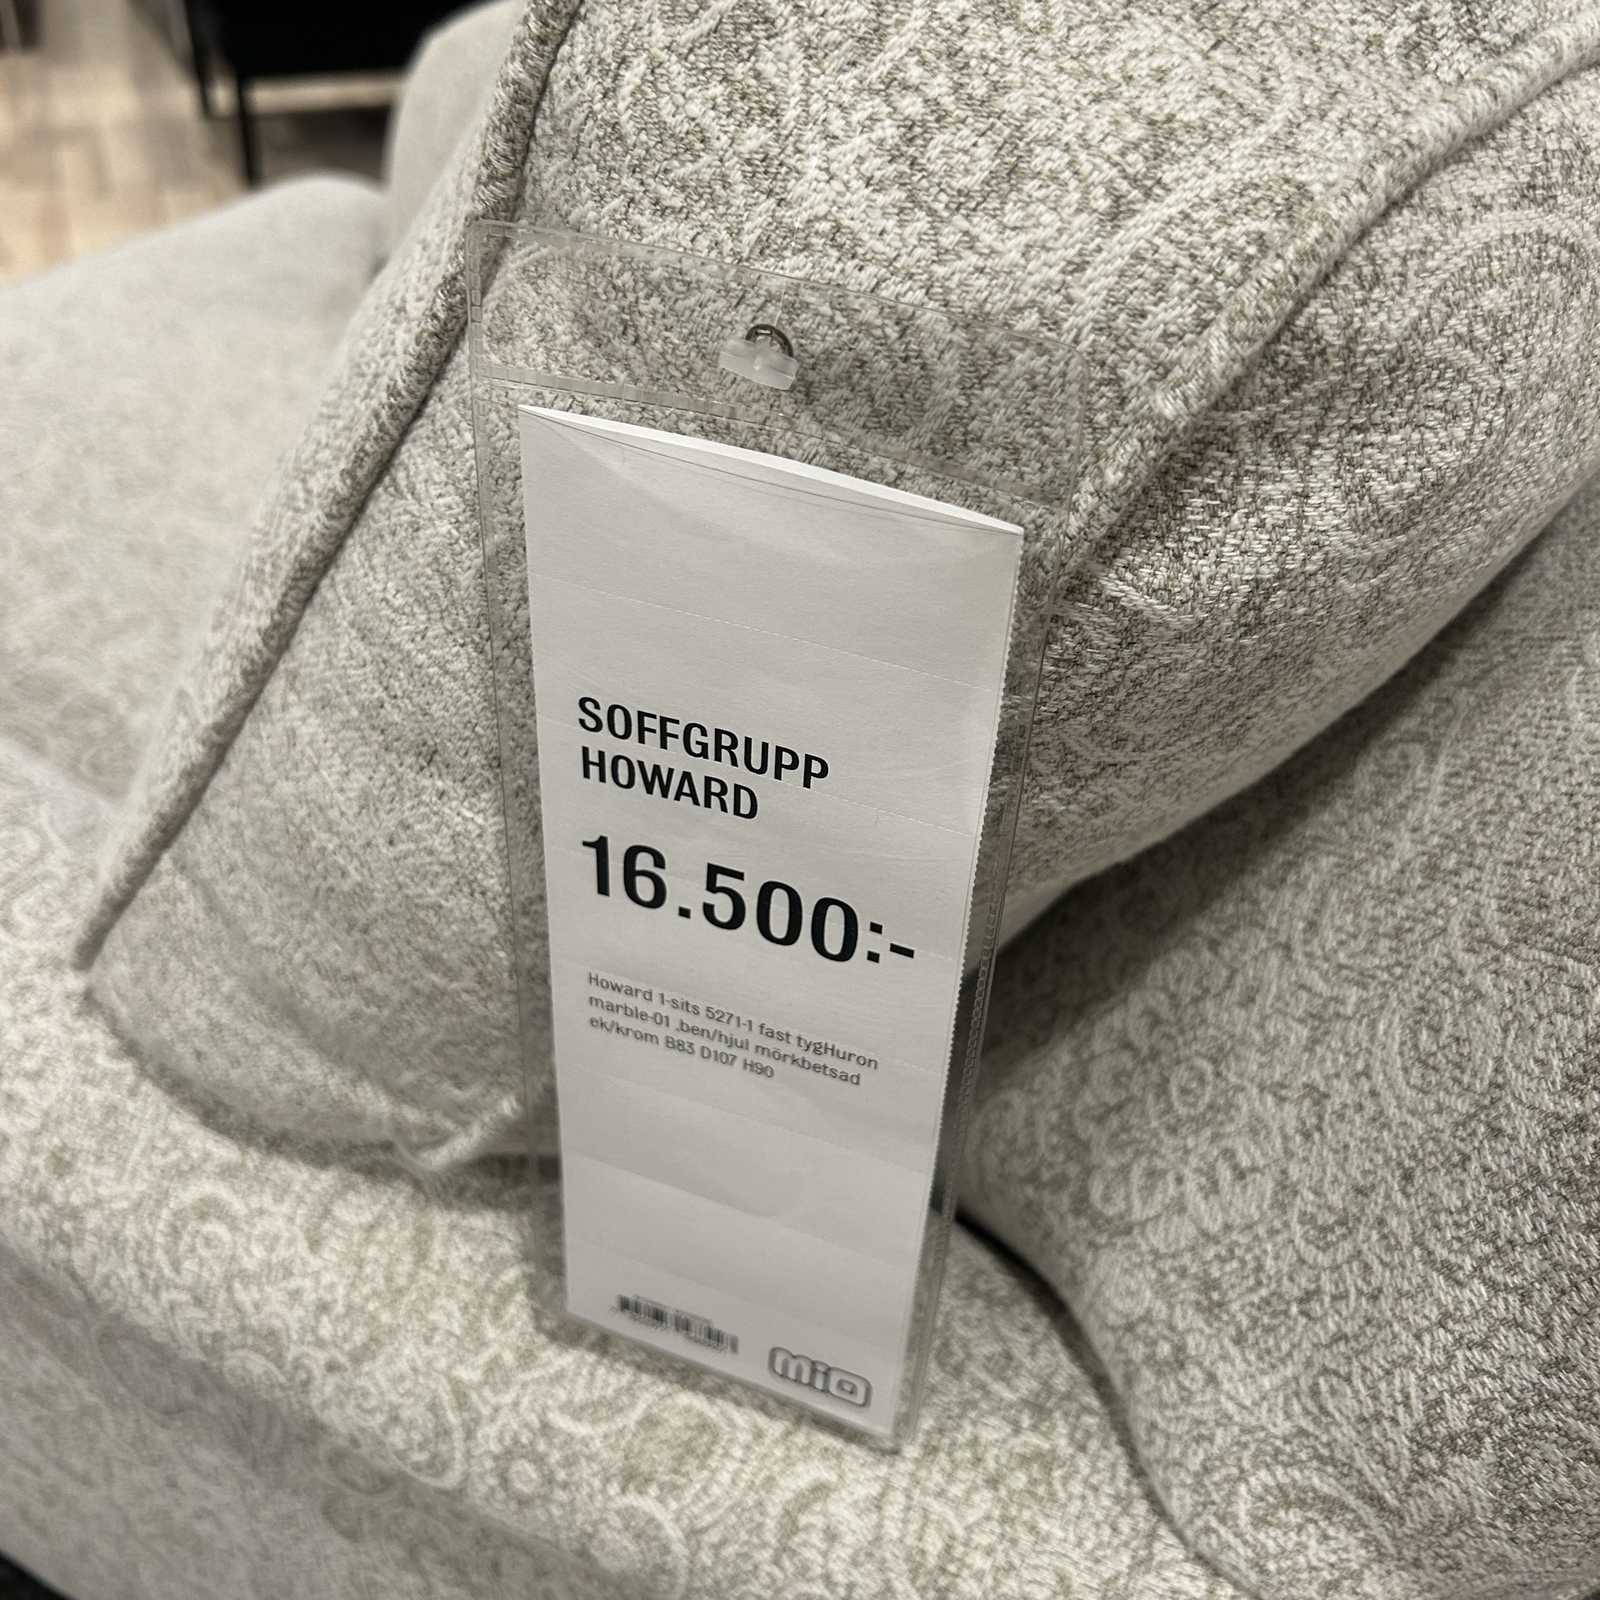 SOFFGRUPP
HOWARD
16.500:-
Howard 1-sits 5271-1 fast tygHuron
marble-01 ,ben/hjul mörkbetsad
ek/krom B83 D107 H90
mio